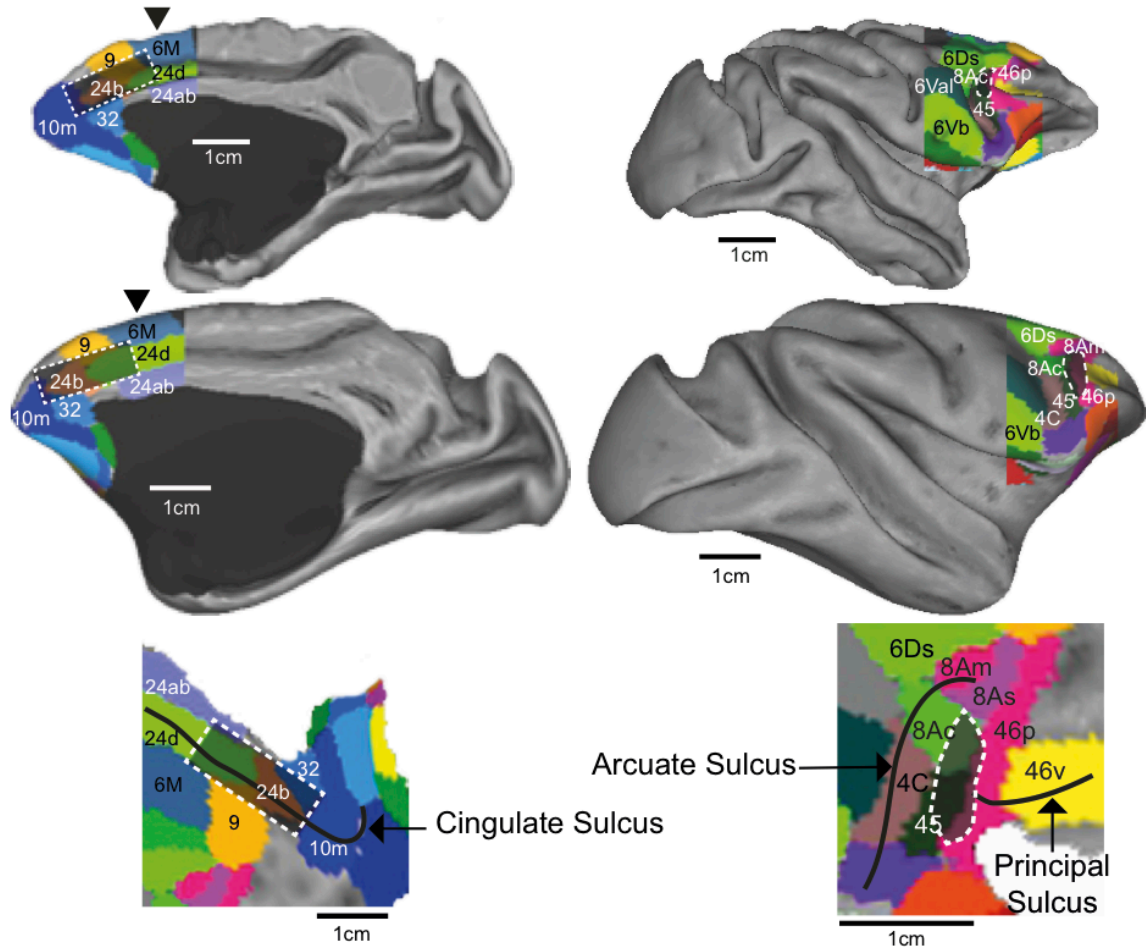 9
6M
24d
24b
24ab
32
10m
1cm
6Ds
8Ac
46p
6Val
45
6Vb
1cm
9
6M
24d
24b
24ab
32
10m
1cm
6Ds
8Am
8Ac
45
46p
4C
6Vb
1cm
24ab
24d
32
6M
24b
9
10m
Cingulate Sulcus
1cm
6Ds
8Am
8As
8Ac
46p
Arcuate Sulcus
46v
4C
45
Principal
Sulcus
1cm